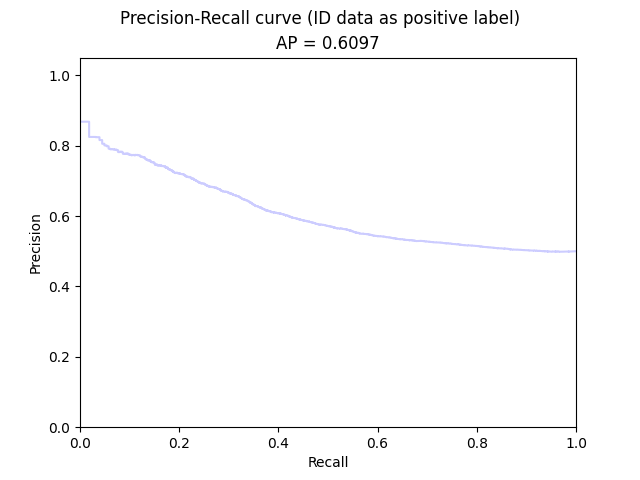 Precision-Recall curve (ID data as positive label)
AP = 0.6097
1.0
0.8
0.6
0.4
0.2
0.0
Precision
0.0 0.2 0.4 0.6 0.8 1.0
Recall